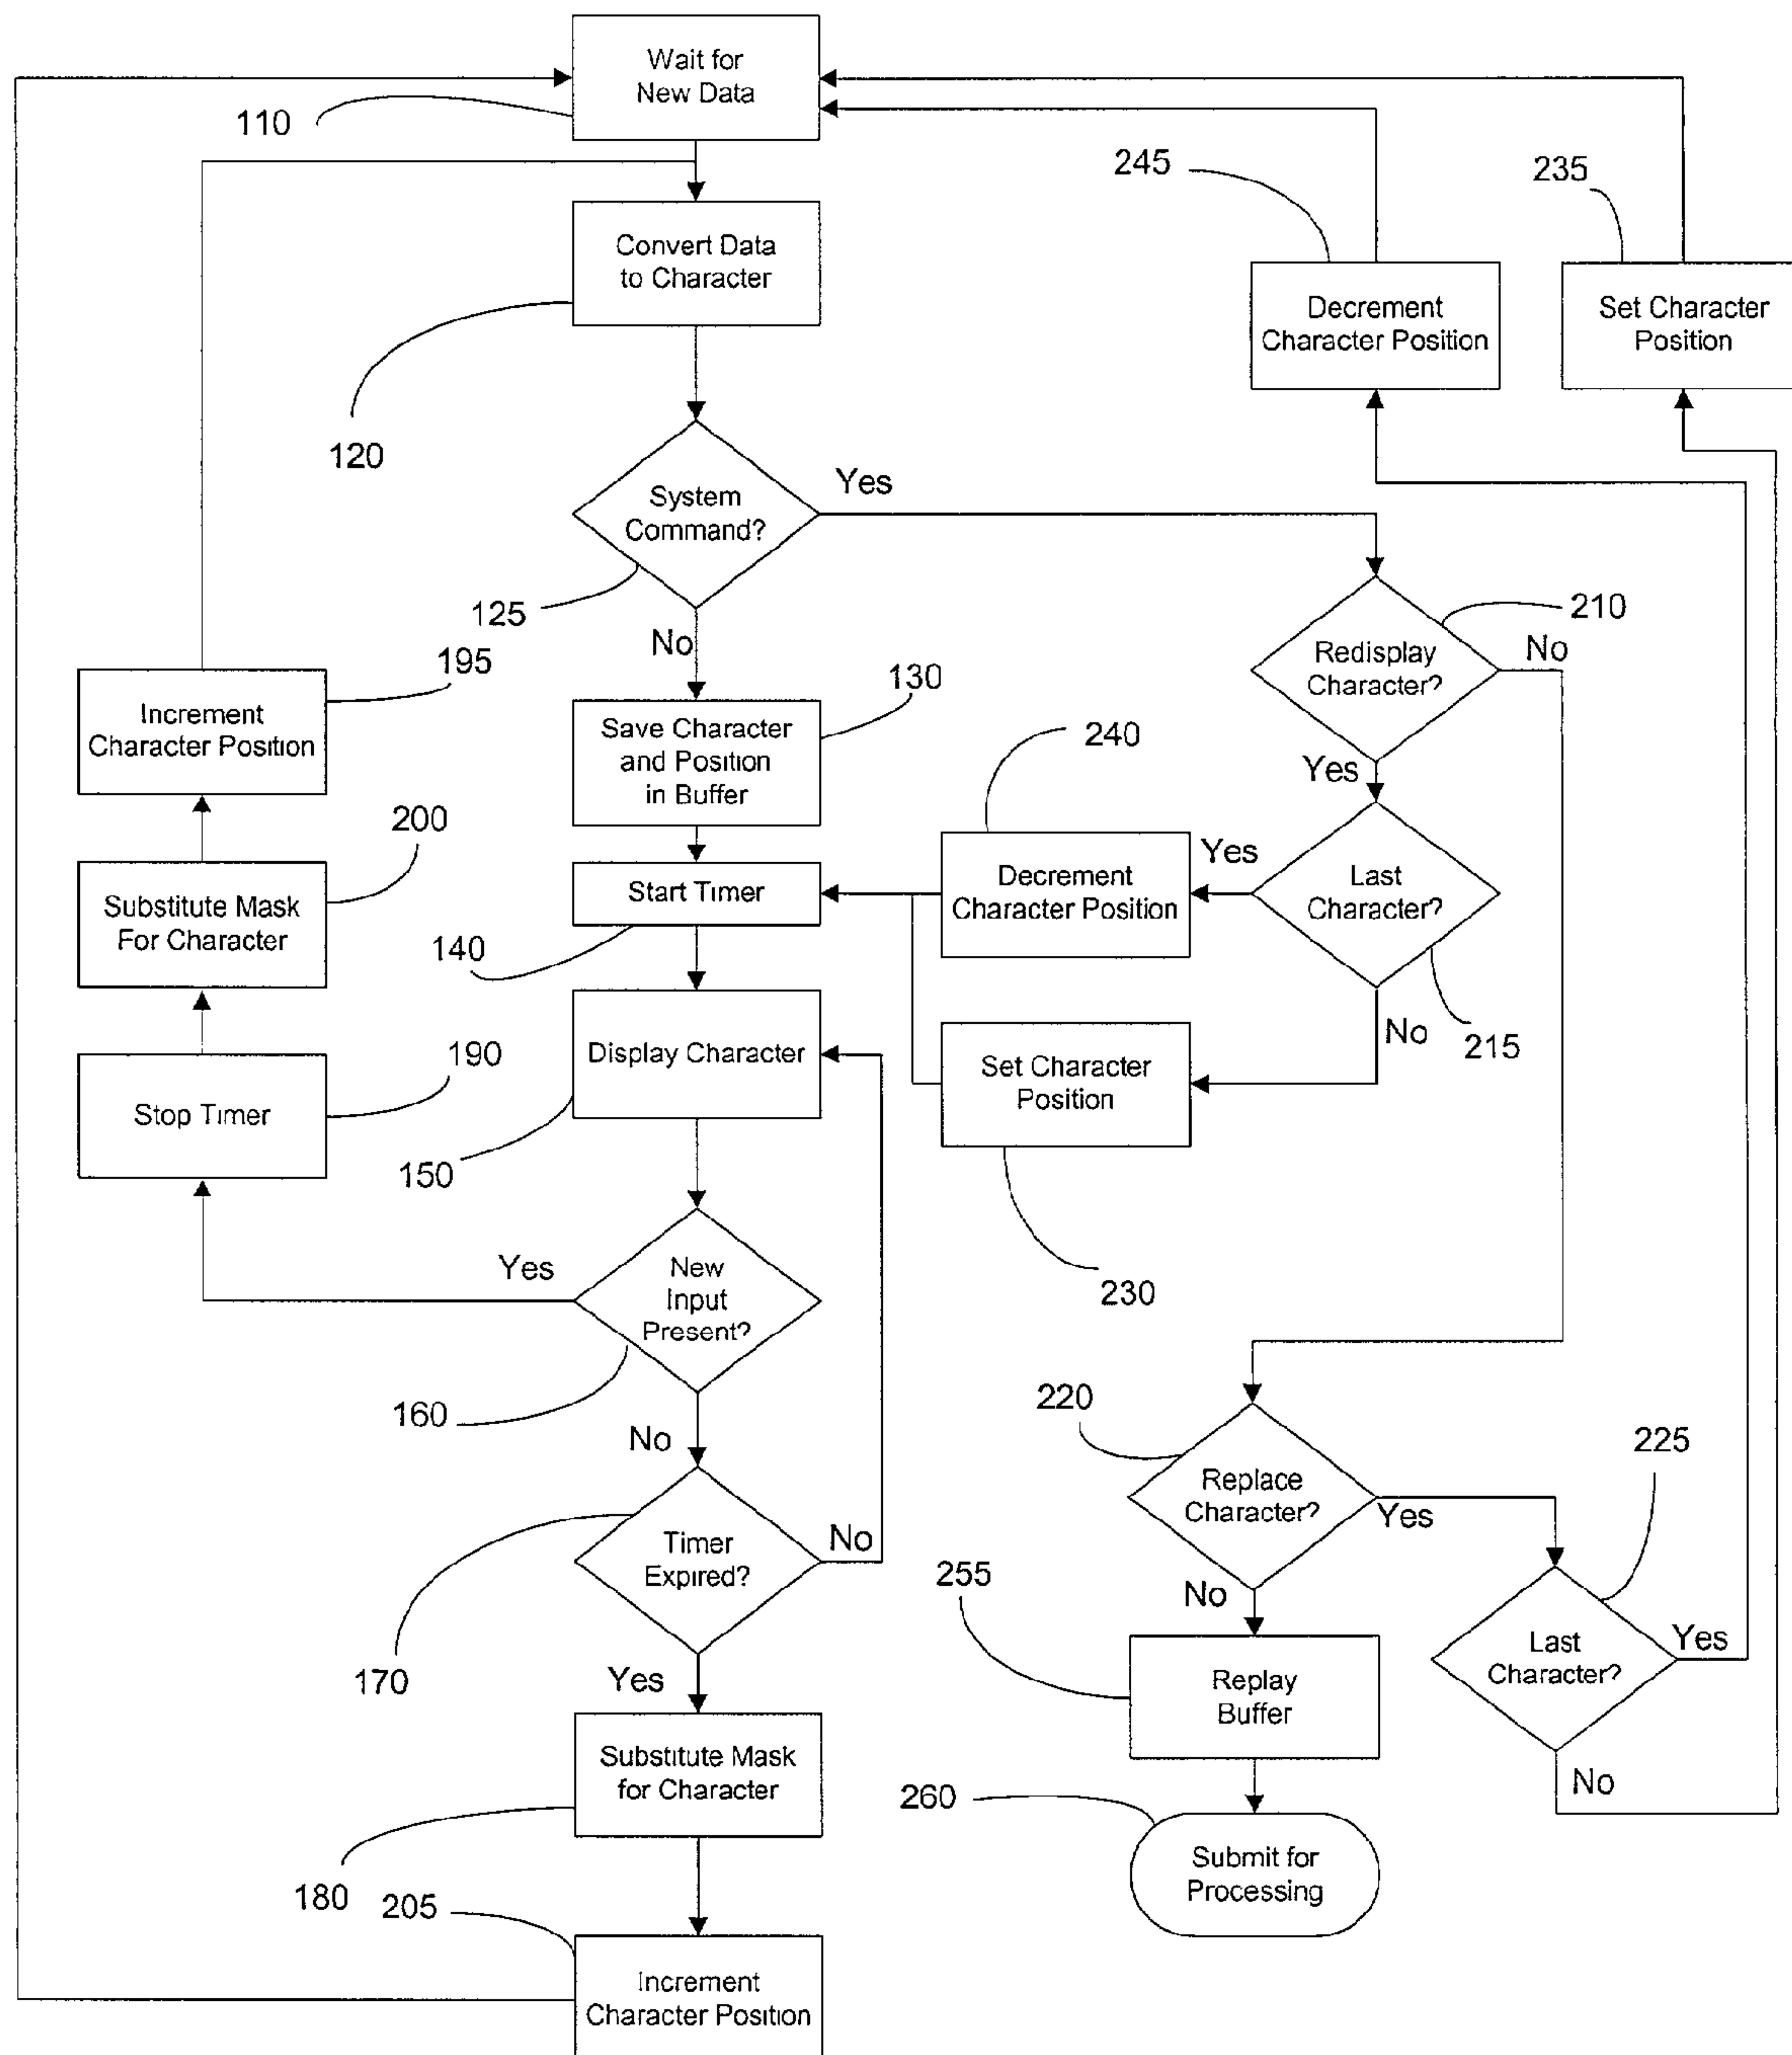 Wait for
New Data
110
245
235
Convert Data
to Character
120
Decrement
Character Position
Set Character
Position
System
Command?
Yes
125
No
210
Redisplay
Character?
No
Yes
195
Increment
Character Position
130
Save Character
and Position
in Buffer
240
200
Substitute Mask
For Character
Start Timer
140
Decrement
Character Position
Yes
Last
Character?
215
No
190
Stop Timer
Display Character
150
Set Character
Position
230
Yes
New
Input
Present?
160
No
220
225
Replace
Character?
Yes
No
Timer
Expired?
No
170
Yes
255
Replay
Buffer
Last
Character?
Yes
No
Substitute Mask
for Character
180
260
Submit for
Processing
205
Increment
Character Position